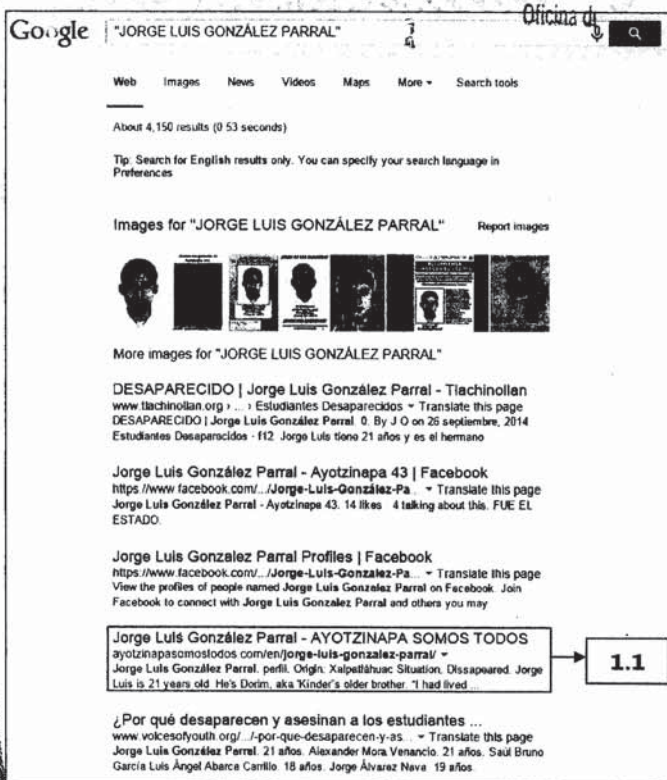 Oficina d
Google "JORGE LUIS GONZÁLEZ PARRAL"
Web Images News Videos Maps More Search tools
About 4,150 results (0 53 seconds)
Tip: Search for English results only. You can specify your search language in
Preferences
Images for "JORGE LUIS GONZÁLEZ PARRAL" Report images
More images for "JORGE LUIS GONZÁLEZ PARRAL"
DESAPARECIDO | Jorge Luis González Parral - Tlachinollan
www.tlachinollan.org › ... › Estudiantes Desaparecidos Translate this page
DESAPARECIDO | Jorge Luis González Parral. 0. By J O on 26 septiembre, 2014
Estudiantes Desaparecidos - f12 Jorge Luis tiene 21 años y es el hermano
Jorge Luis González Parral - Ayotzinapa 43 | Facebook
https://www.facebook.com/.../Jorge-Luis-González-Pa... Translate this page
Jorge Luis González Parral - Ayotzinapa 43. 14 likes 4 talking about this. FUE EL
ESTADO.
Jorge Luis Gonzalez Parral Profiles | Facebook
https://www.facebook.com/.../Jorge-Luis-Gonzalez-Pa... Translate this page
View the profiles of people named Jorge Luis Gonzalez Parral on Facebook. Join
Facebook to connect with Jorge Luis Gonzalez Parral and others you may
Jorge Luis González Parral - AYOTZINAPA SOMOS TODOS
ayotzinapasomostodos.com/en/jorge-luis-gonzalez-parral/
Jorge Luis González Parral. perfil. Origin: Xalpatláhuac Situation. Dissapeared. Jorge
Luis is 21 years old He's Dorim, aka 'Kinder's older brother. "I had lived ...
1.1
¿Por qué desaparecen y asesinan a los estudiantes ...
www.voicesofyouth.org/.../-por-que-desaparecen-y-as... Translate this page
Jorge Luis González Parral. 21 años. Alexander Mora Venancio. 21 años. Saúl Bruno
García Luis Ángel Abarca Carrillo. 18 años. Jorge Álvarez Nava 19 años.